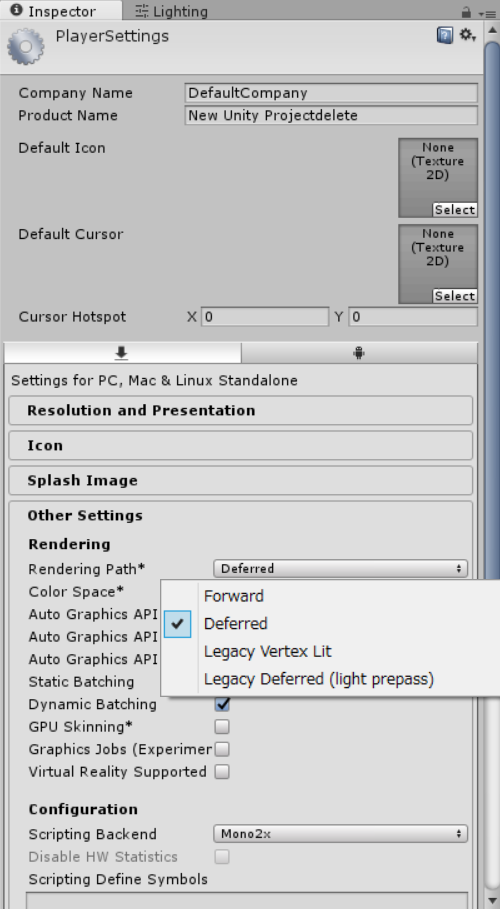 Inspector
Lighting
PlayerSettings
Company Name DefaultCompany
Product Name New Unity Projectdelete
Default Icon
None
(Texture
2D)
Select
Default Cursor
None
(Texture
2D)
Select
Cursor Hotspot X 0 Y 0
Settings for PC, Mac & Linux Standalone
Resolution and Presentation
Icon
Splash Image
Other Settings
Rendering
Rendering Path* Deferred
Color Space*
Forward
Auto Graphics API
Deferred
Auto Graphics API
Legacy Vertex Lit
Auto Graphics API
Static Batching
Legacy Deferred (light prepass)
Dynamic Batching
GPU Skinning*
Graphics Jobs (Experimer
Virtual Reality Supported
Configuration
Scripting Backend Mono2x
Disable HW Statistics
Scripting Define Symbols